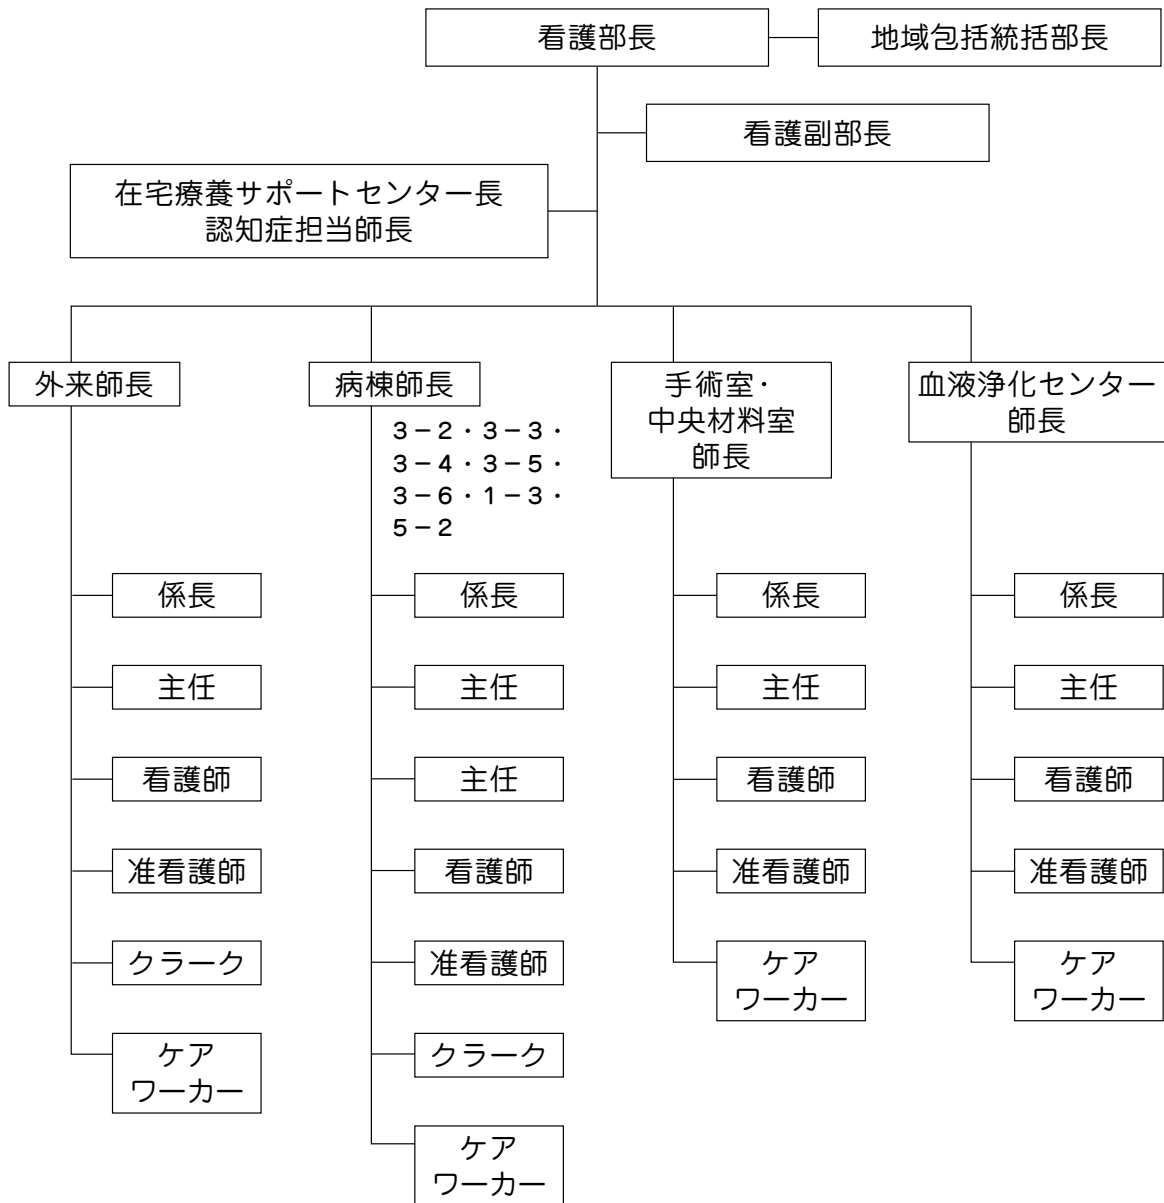 看護部長
地域包括統括部長
看護副部長
在宅療養サポートセンター長
認知症担当師長
外来師長
係長
主任
看護師
准看護師
クラーク
ケア
ワーカー
病棟師長
3-2・3-3・
3-4・3-5・
3-6・1-3・
5-2
係長
主任
主任
看護師
准看護師
クラーク
ケア
ワーカー
手術室・
中央材料室
師長
係長
主任
看護師
准看護師
ケア
ワーカー
血液浄化センター
師長
係長
主任
看護師
准看護師
ケア
ワーカー